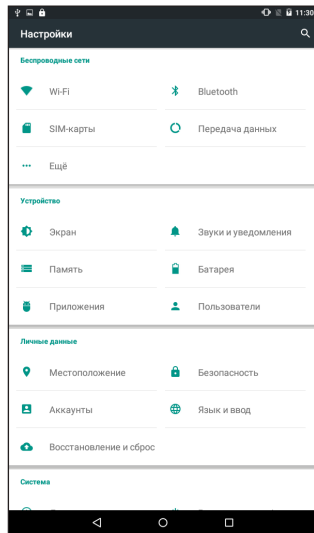 11:30
Настройки
Беспроводные сети
Wi-Fi
Bluetooth
SIM-карты
Передача данных
Ещё
Устройство
Экран
Звуки и уведомления
Память
Батарея
Приложения
Пользователи
Личные данные
Местоположение
Безопасность
Аккаунты
Язык и ввод
Восстановление и сброс
Система